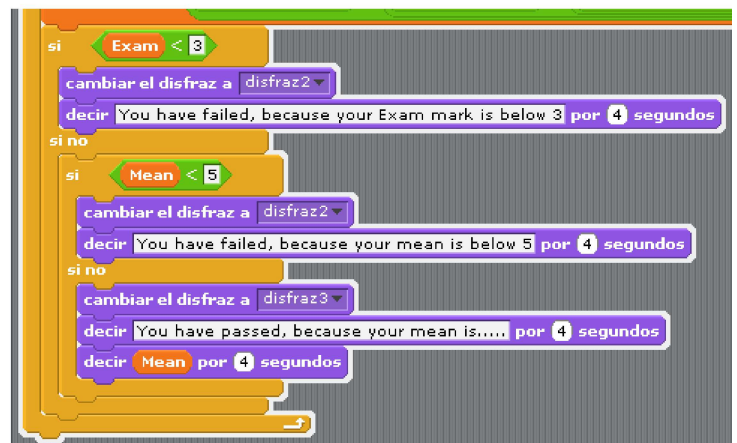 si Exam < 3
cambiar el disfraz a disfraz2
decir You have failed, because your Exam mark is below 3 por 4 segundos
si no
si Mean < 5
cambiar el disfraz a disfraz2
decir You have failed, because your mean is below 5 por 4 segundos
si no
cambiar el disfraz a disfraz3
decir You have passed, because your mean is..... por 4 segundos
decir Mean por 4 segundos